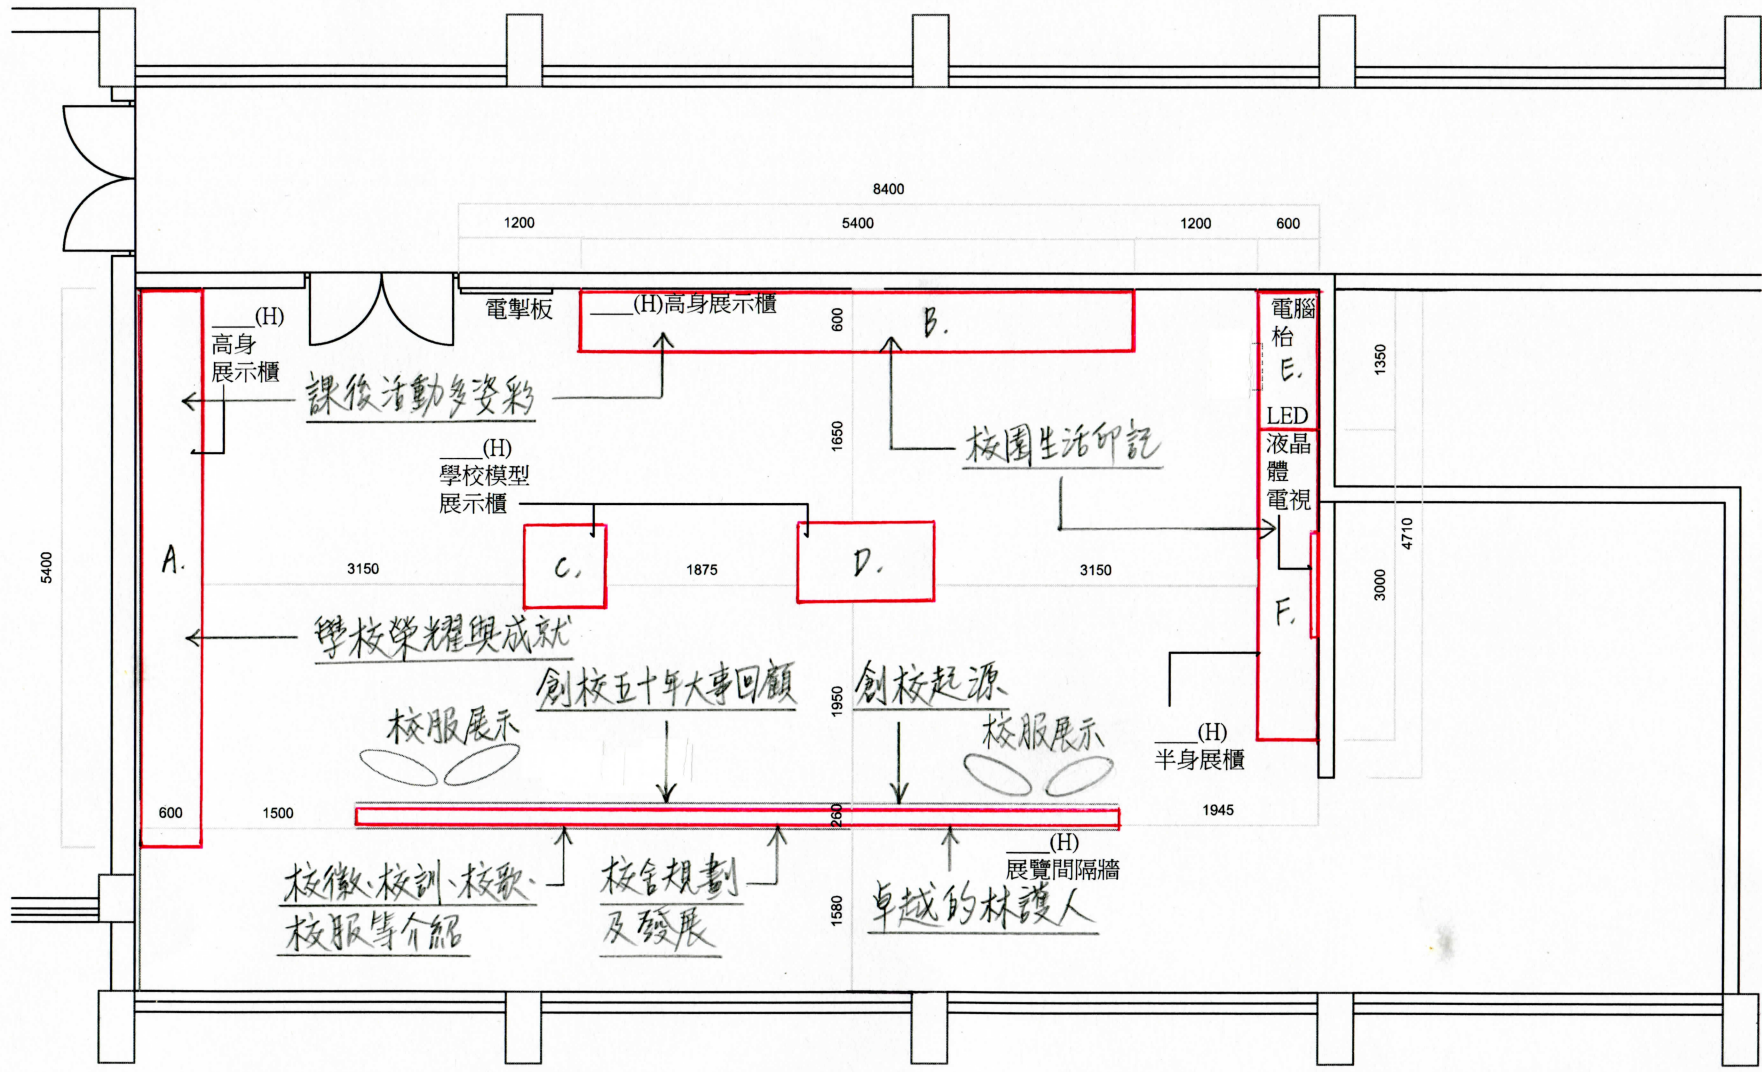 8400
1200
5400
1200
600
電掣板
____(H)高身展示櫃
600
B.
電腦
枱
E.
LED
1350
____(H)
高身
展示櫃
課後活動多姿彩
1650
校園生活印記
液晶
體
電視
____(H)
學校模型
展示櫃
5400
A.
3150
C.
1875
D.
3150
F.
3000
4710
學校榮耀與成就
創校五十年大事回顧
1950
創校起源
校服展示
校服展示
____(H)
半身展櫃
600
1500
260
1945
____(H)
展覽間隔牆
校徽、校訓、校歌、
校服等介紹
校舍規劃
及發展
1580
卓越的林護人